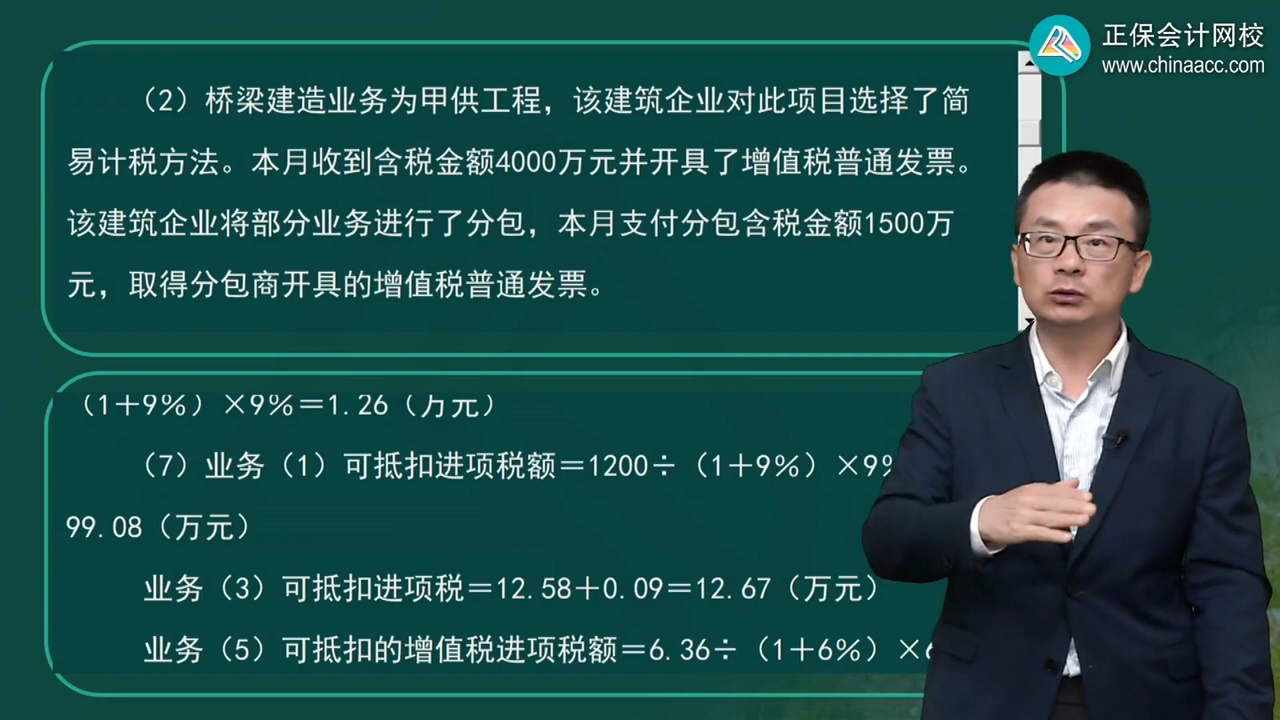 正保会计网校
www.chinaacc.com
（2）桥梁建造业务为甲供工程，该建筑企业对此项目选择了简
易计税方法。本月收到含税金额4000万元并开具了增值税普通发票。
该建筑企业将部分业务进行了分包，本月支付分包含税金额1500万
元，取得分包商开具的增值税普通发票。
（1＋9％）×9％＝1.26（万元）
（7）业务（1）可抵扣进项税额＝1200÷（1＋9％）×9％
99.08（万元）
业务（3）可抵扣进项税＝12.58＋0.09＝12.67（万元）
业务（5）可抵扣的增值税进项税额＝6.36÷（1＋6％）×